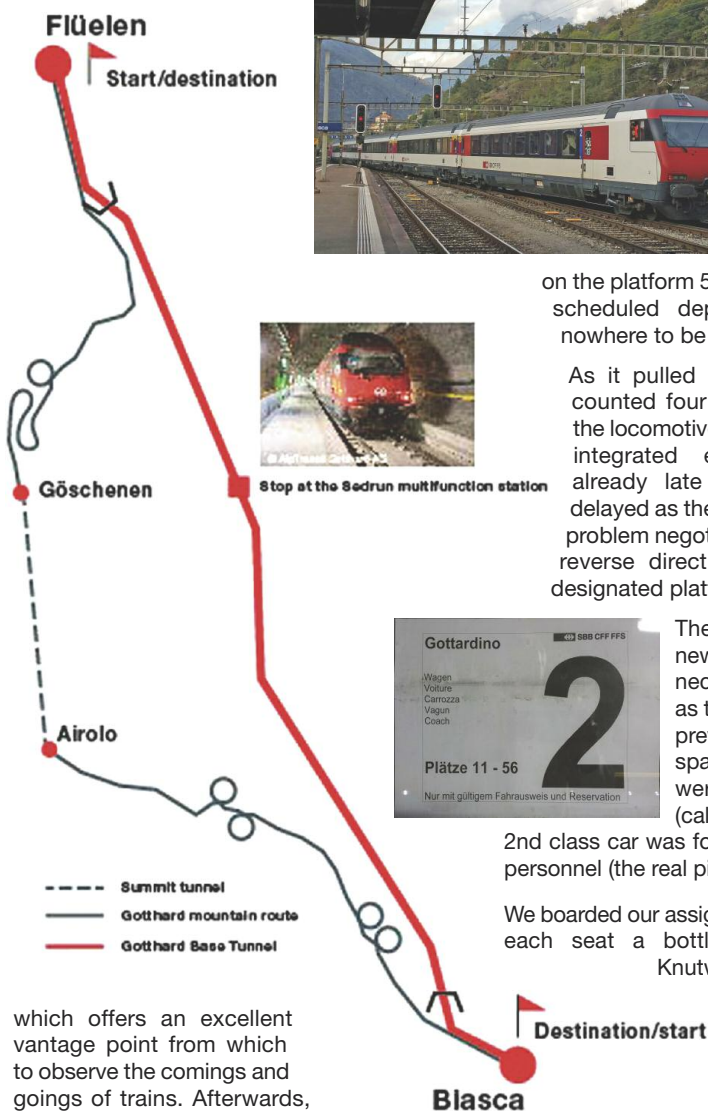 Flüelen
Start/destination
on the platform 5
scheduled dep
nowhere to be
As it pulled
counted four
the locomotive
integrated e
already late
delayed as the
problem negot
reverse direct
designated plat
Stop at the Sedrun multifunction station
Göschenen
Gottardino
SBB CFF FFS
Wagen
Voiture
Carrozza
Vagun
Coach
2
Plätze 11 - 56
Nur mit gültigem Fahrausweis und Reservation
The
new
nec
as t
prev
spa
wer
(cal
2nd class car was fo
personnel (the real pi
We boarded our assig
each seat a bottl
Knutw
Airolo
Summit tunnel
Gotthard mountain route
Gotthard Base Tunnel
Destination/start
Biasca
which offers an excellent
vantage point from which
to observe the comings and
goings of trains. Afterwards,